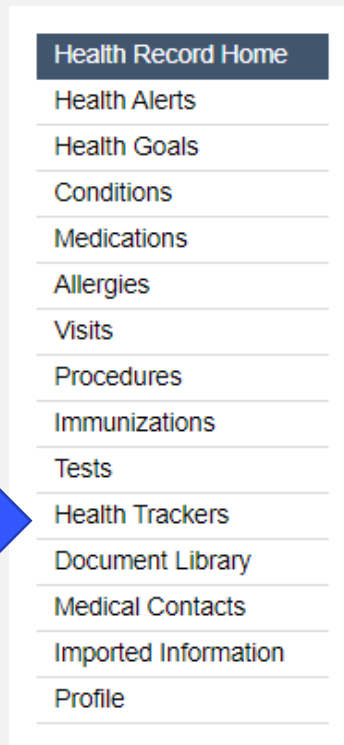 Health Record Home
Health Alerts
Health Goals
Conditions
Medications
Allergies
Visits
Procedures
Immunizations
Tests
Health Trackers
Document Library
Medical Contacts
Imported Information
Profile